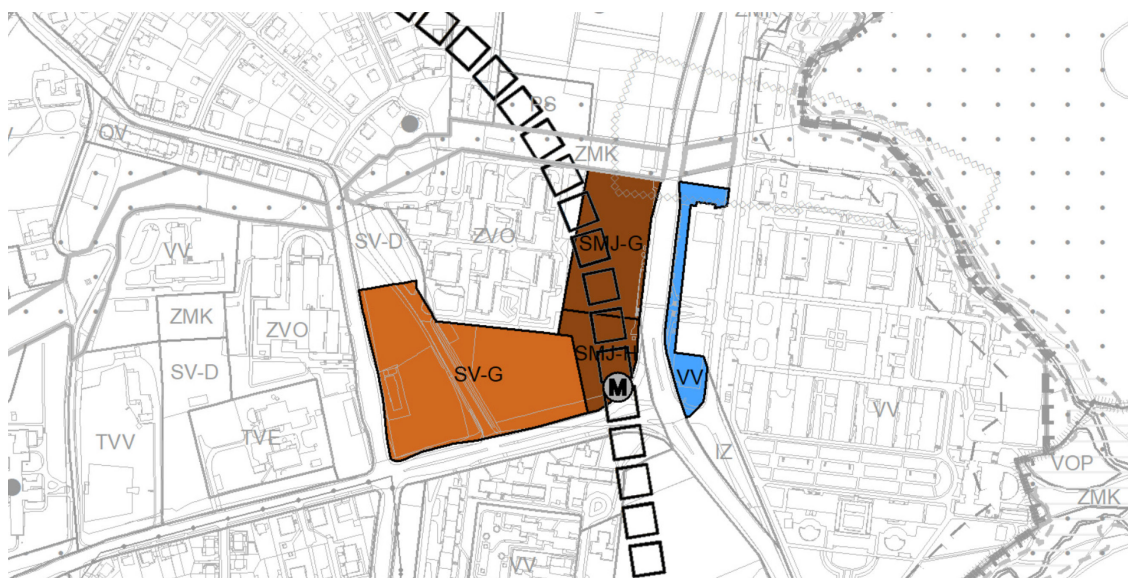 ZMK
PS
OV
ZMK
SV-D
ZVO
SMJ-G
VV
ZMK
ZVO
SMJ-H
SV-D
SV-G
VV
M
VV
TVV
TVE
IZ
VOP
ZMK
VV